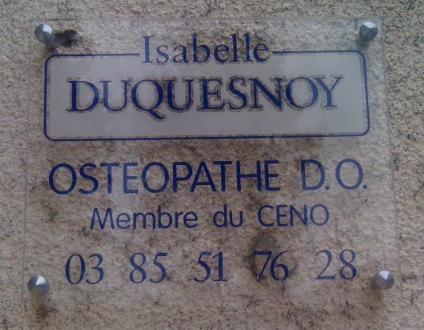 Isabelle
DUQUESNOY
OSTEOPATHE D.O.
Membre du CENO
03 85 51 76 28